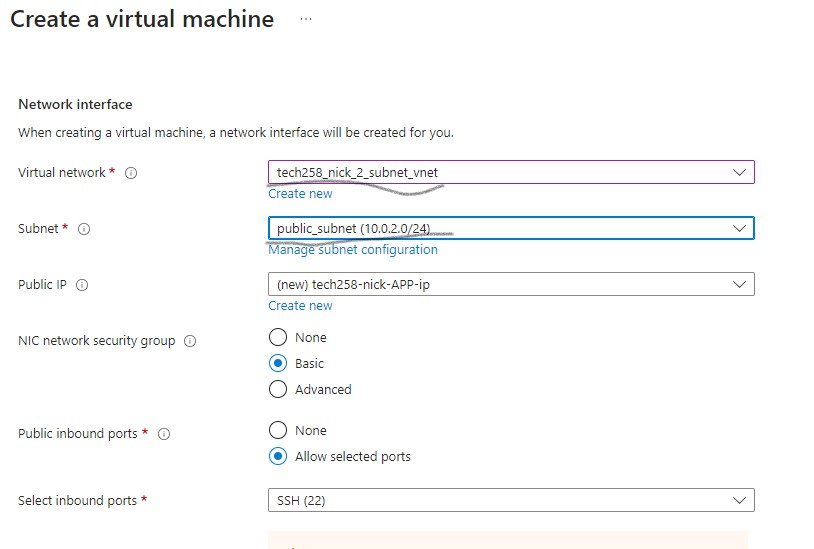 Create a virtual machine ...
Network interface
When creating a virtual machine, a network interface will be created for you.
Virtual network * tech258_nick_2_subnet_vnet
Create new
Subnet * public_subnet (10.0.2.0/24)
Manage subnet configuration
Public IP (new) tech258-nick-APP-ip
Create new
NIC network security group None
Basic
Advanced
Public inbound ports * None
Allow selected ports
Select inbound ports * SSH (22)